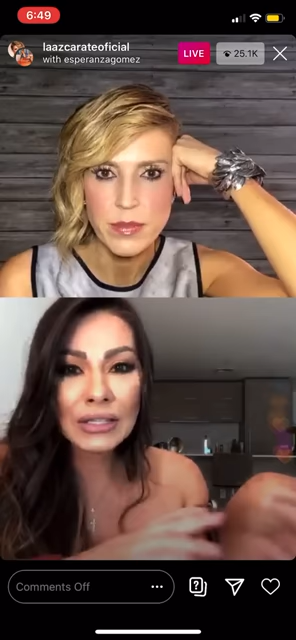 6:49
laazcarateoficial
LIVE
25.1K
with esperanzagomez
Comments Off